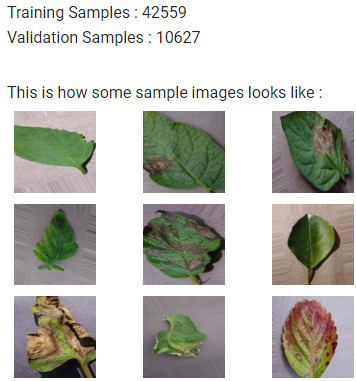 Training Samples : 42559
Validation Samples : 10627
This is how some sample images looks like :